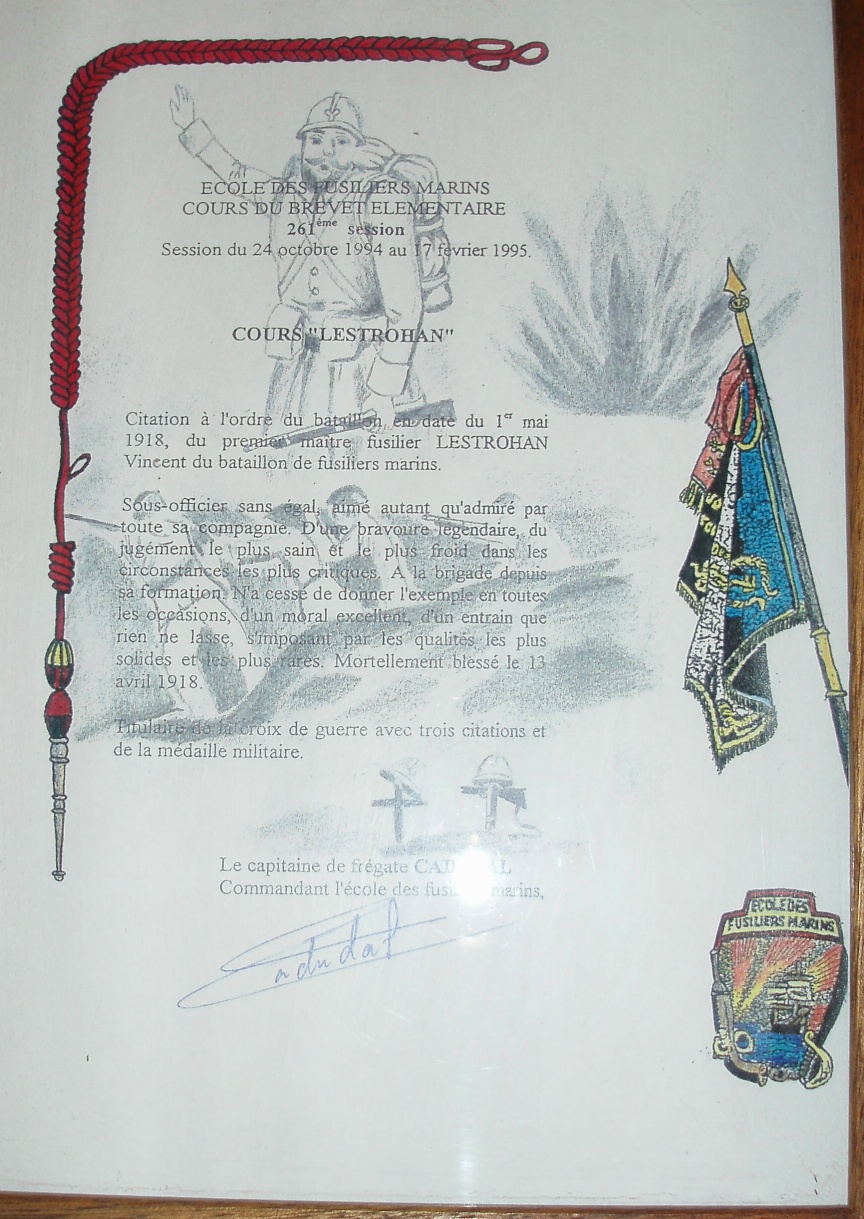 ECOLE DES FUSILIERS MARINS
COURS DU BREVET ELEMENTAIRE
261ème session
Session du 24 octobre 1994 au 17 février 1995.
COURS "LESTROHAN"
Citation à l'ordre du bataillon en date du 1er mai
1918, du premier maître fusilier LESTROHAN
Vincent du bataillon de fusiliers marins.
Sous-officier sans égal, aimé autant qu'admiré par
toute sa compagnie. D'une bravoure légendaire, du
jugement le plus sain et le plus froid dans les
circonstances les plus critiques. A la brigade depuis
sa formation. N'a cessé de donner l'exemple en toutes
les occasions, d'un moral excellent, d'un entrain que
rien ne lasse, s'imposant par les qualités les plus
solides et les plus rares. Mortellement blessé le 13
avril 1918.
Titulaire de la croix de guerre avec trois citations et
de la médaille militaire.
Le capitaine de frégate
Commandant l'école des fusiliers marins,
Cadudal
ECOLE DES
FUSILIERS MARINS